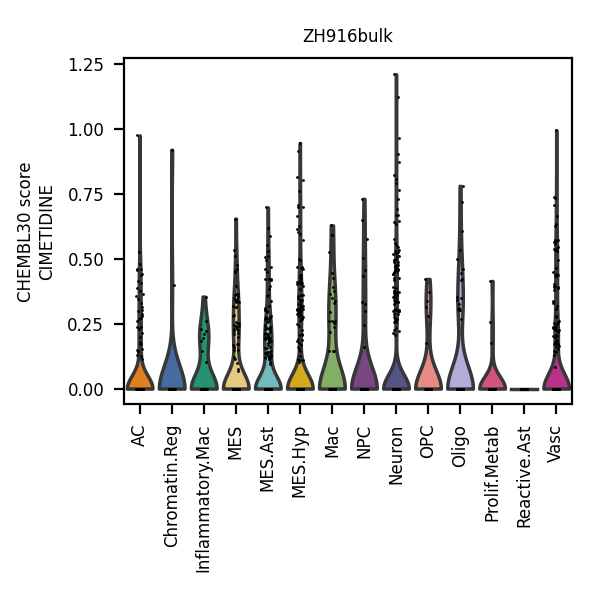 ZH916bulk
CHEMBL30 score
CIMETIDINE
1.25
1.00
0.75
0.50
0.25
0.00
AC
Chromatin.Reg
Inflammatory.Mac
MES
MES.Ast
MES.Hyp
Mac
NPC
Neuron
OPC
Oligo
Prolif.Metab
Reactive.Ast
Vasc